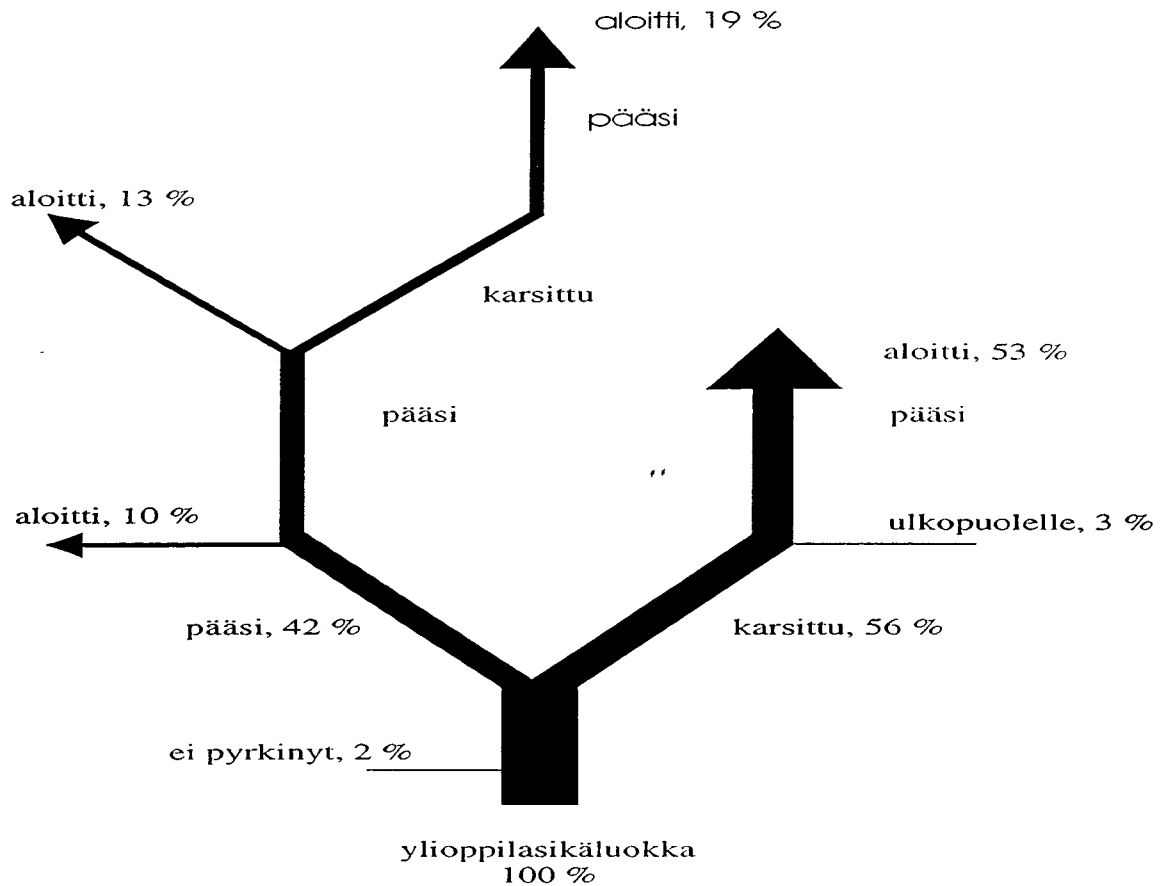 aloitti, 19 %
pääsi
aloitti, 13 %
karsittu
aloitti, 53 %
pääsi
pääsi
aloitti, 10 %
ulkopuolelle, 3 %
pääsi, 42 %
karsittu, 56 %
ei pyrkinyt, 2 %
ylioppilasikäluokka
100 %